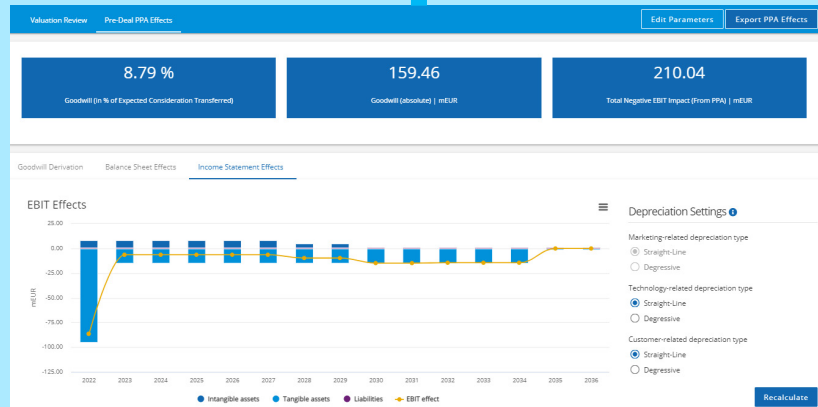 Valuation Review Pre-Deal PPA Effects Edit Parameters Export PPA Effects
8.79 % 159.46 210.04
Goodwill (in % of Expected Consideration Transferred) Goodwill (absolute) | mEUR Total Negative EBIT Impact (From PPA) | mEUR
Goodwill Derivation Balance Sheet Effects Income Statement Effects
EBIT Effects
Depreciation Settings
Marketing-related depreciation type
Straight-Line
Degressive
Technology-related depreciation type
Straight-Line
Degressive
Customer-related depreciation type
Straight-Line
Degressive
Recalculate
mEUR
25.00
0.00
-25.00
-50.00
-75.00
-100.00
-125.00
2022 2023 2024 2025 2026 2027 2028 2029 2030 2031 2032 2033 2034 2035 2036
Intangible assets Tangible assets Liabilities EBIT effect